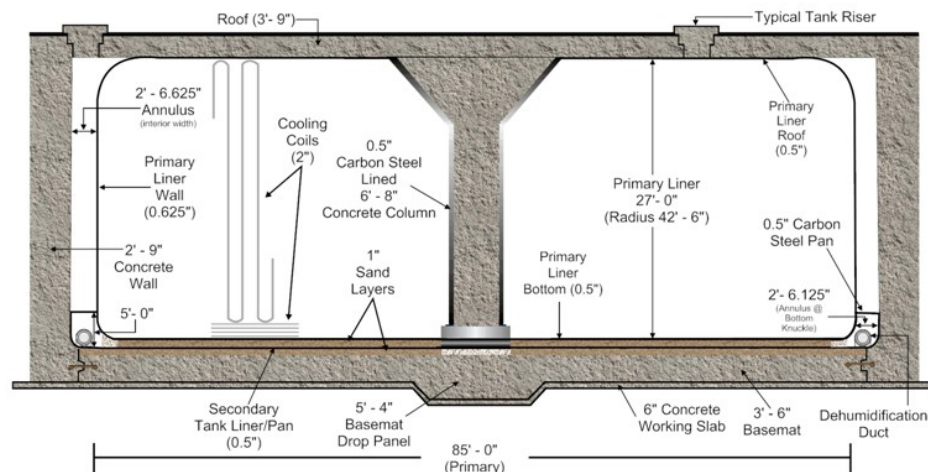 Roof (3'- 9")
Typical Tank Riser
2' - 6.625"
Annulus
(interior width)
Primary
Liner
Wall
(0.625")
2' - 9"
Concrete
Wall
5'- 0"
Cooling
Coils
(2")
0.5"
Carbon Steel
Lined
6' - 8"
Concrete Column
1"
Sand
Layers
Primary Liner
27'- 0"
(Radius 42' - 6")
Primary
Liner
Bottom (0.5")
Primary
Liner
Roof
(0.5")
0.5" Carbon
Steel Pan
2'- 6.125"
(Annulus @
Bottom
Knuckle)
Secondary
Tank Liner/Pan
(0.5")
5' - 4"
Basemat
Drop Panel
6" Concrete
Working Slab
3' - 6"
Basemat
Dehumidification
Duct
85' - 0"
(Primary)